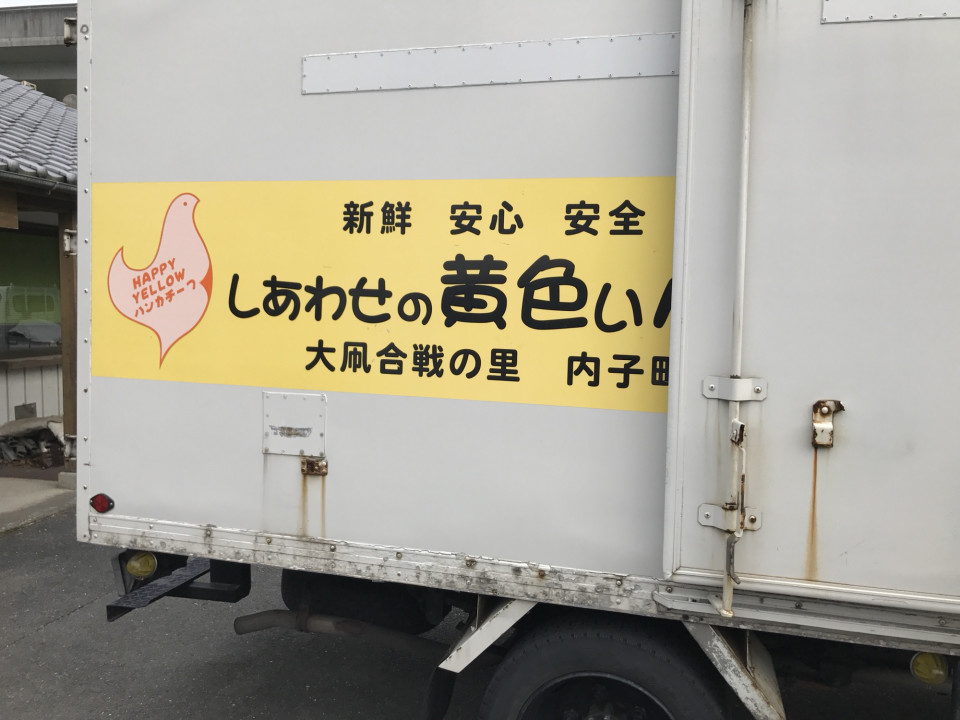 新鮮 安心 安全
HAPPY
YELLOW
ハンカチーフ
しあわせの黄色い
大凧合戦の里 内子町